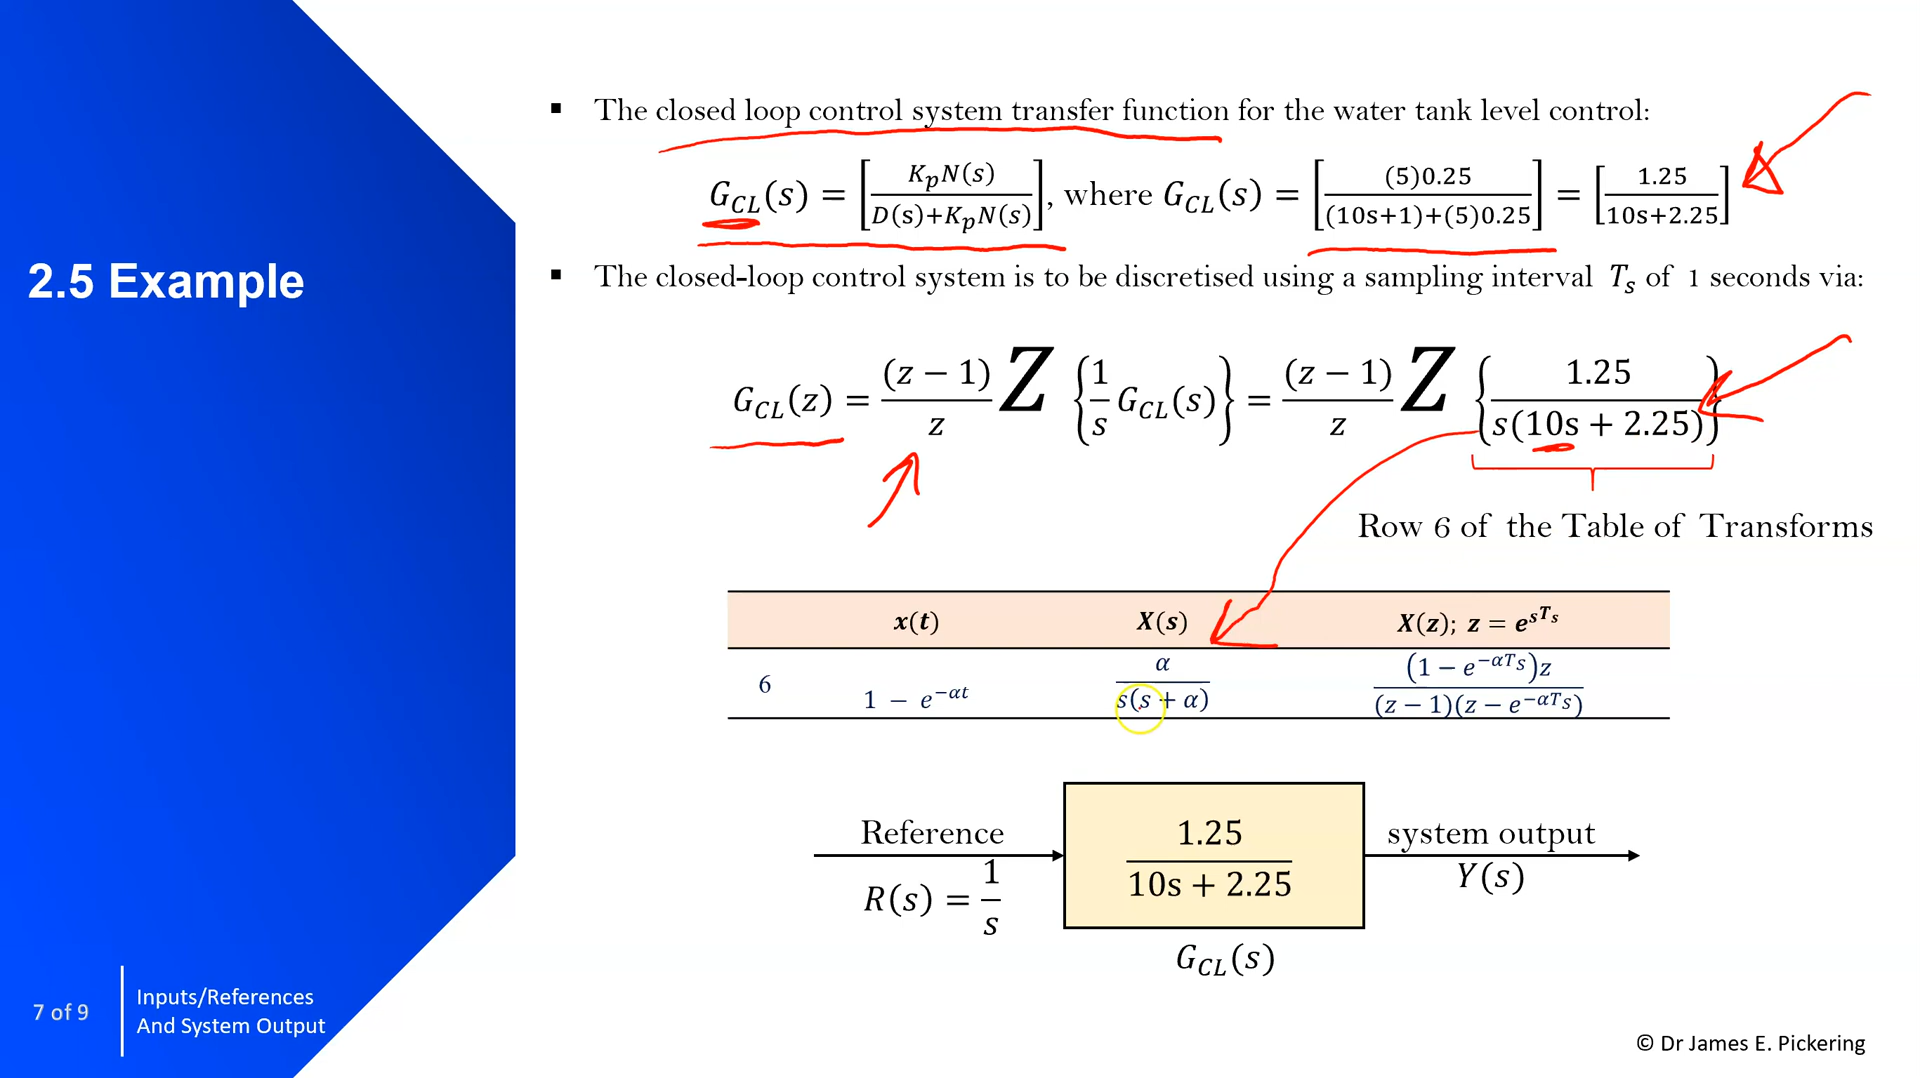 2.5 Example
▪ The closed loop control system transfer function for the water tank level control:
G_CL(s) = [K_pN(s) / D(s)+K_pN(s)], where G_CL(s) = [(5)0.25 / (10s+1)+(5)0.25] = [1.25 / 10s+2.25]
▪ The closed-loop control system is to be discretised using a sampling interval T_s of 1 seconds via:
G_CL(z) = (z − 1)/z Z {1/s G_CL(s)} = (z − 1)/z Z {1.25 / s(10s + 2.25)}
Row 6 of the Table of Transforms
x(t) X(s) X(z); z = e^{sT_s}
6 1 − e^{−αt} α / s(s + α) (1 − e^{−αT_s})z / (z − 1)(z − e^{−αT_s})
Reference
R(s) = 1/s
1.25 / 10s + 2.25
system output
Y(s)
G_CL(s)
7 of 9
Inputs/References
And System Output
© Dr James E. Pickering